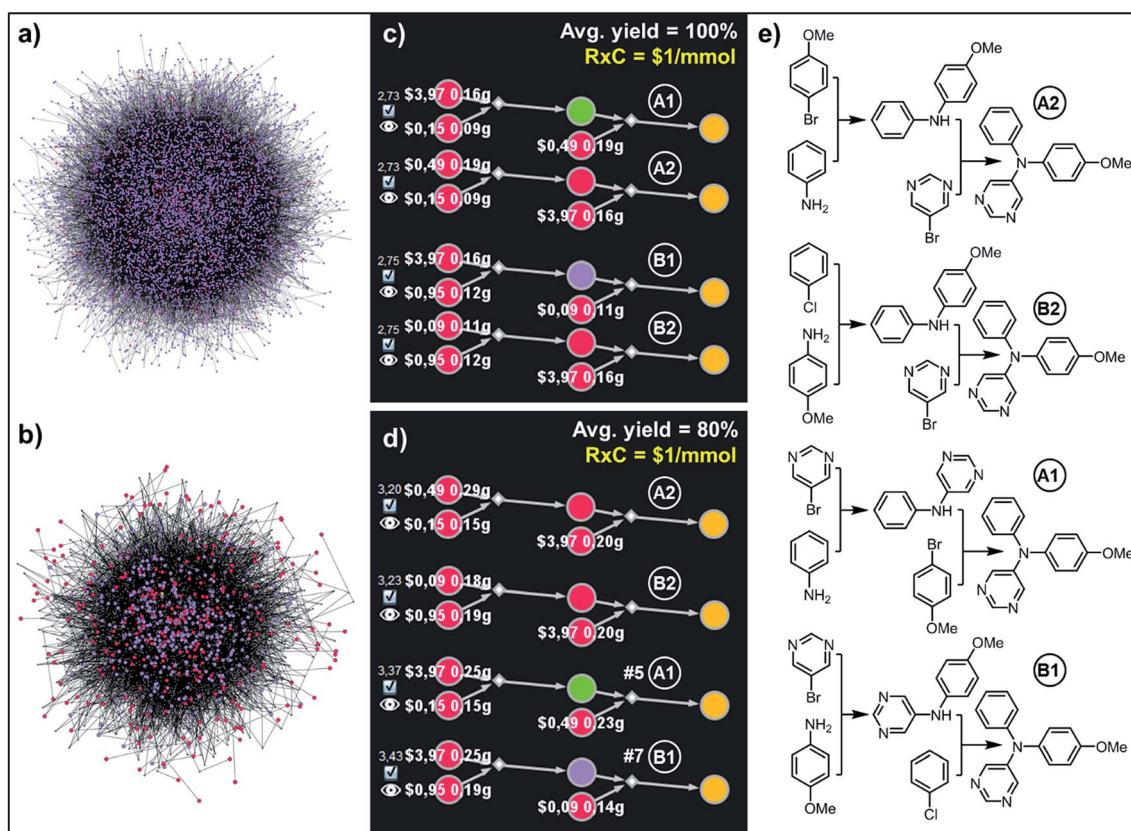 a)
b)
c)
Avg. yield = 100%
RxC = $1/mmol
2,73
$3,97 0,16g
$0,15 0,09g
$0,49 0,19g
A1
2,73
$0,49 0,19g
$0,15 0,09g
$3,97 0,16g
A2
2,75
$3,97 0,16g
$0,95 0,12g
$0,09 0,11g
B1
2,75
$0,09 0,11g
$0,95 0,12g
$3,97 0,16g
B2
d)
Avg. yield = 80%
RxC = $1/mmol
3,20
$0,49 0,29g
$0,15 0,15g
$3,97 0,20g
A2
3,23
$0,09 0,18g
$0,95 0,19g
$3,97 0,20g
B2
3,37
$3,97 0,25g
$0,15 0,15g
$0,49 0,23g
#5 A1
3,43
$3,97 0,25g
$0,95 0,19g
$0,09 0,14g
#7 B1
e)
OMe
Br
NH2
OMe
NH
N
N
Br
A2
N
OMe
N
N
Cl
NH2
OMe
OMe
NH
N
N
Br
B2
N
OMe
N
N
N
N
Br
NH2
N
N
NH
Br
OMe
A1
N
OMe
N
N
N
N
Br
NH2
OMe
OMe
N
N
NH
Cl
B1
N
OMe
N
N